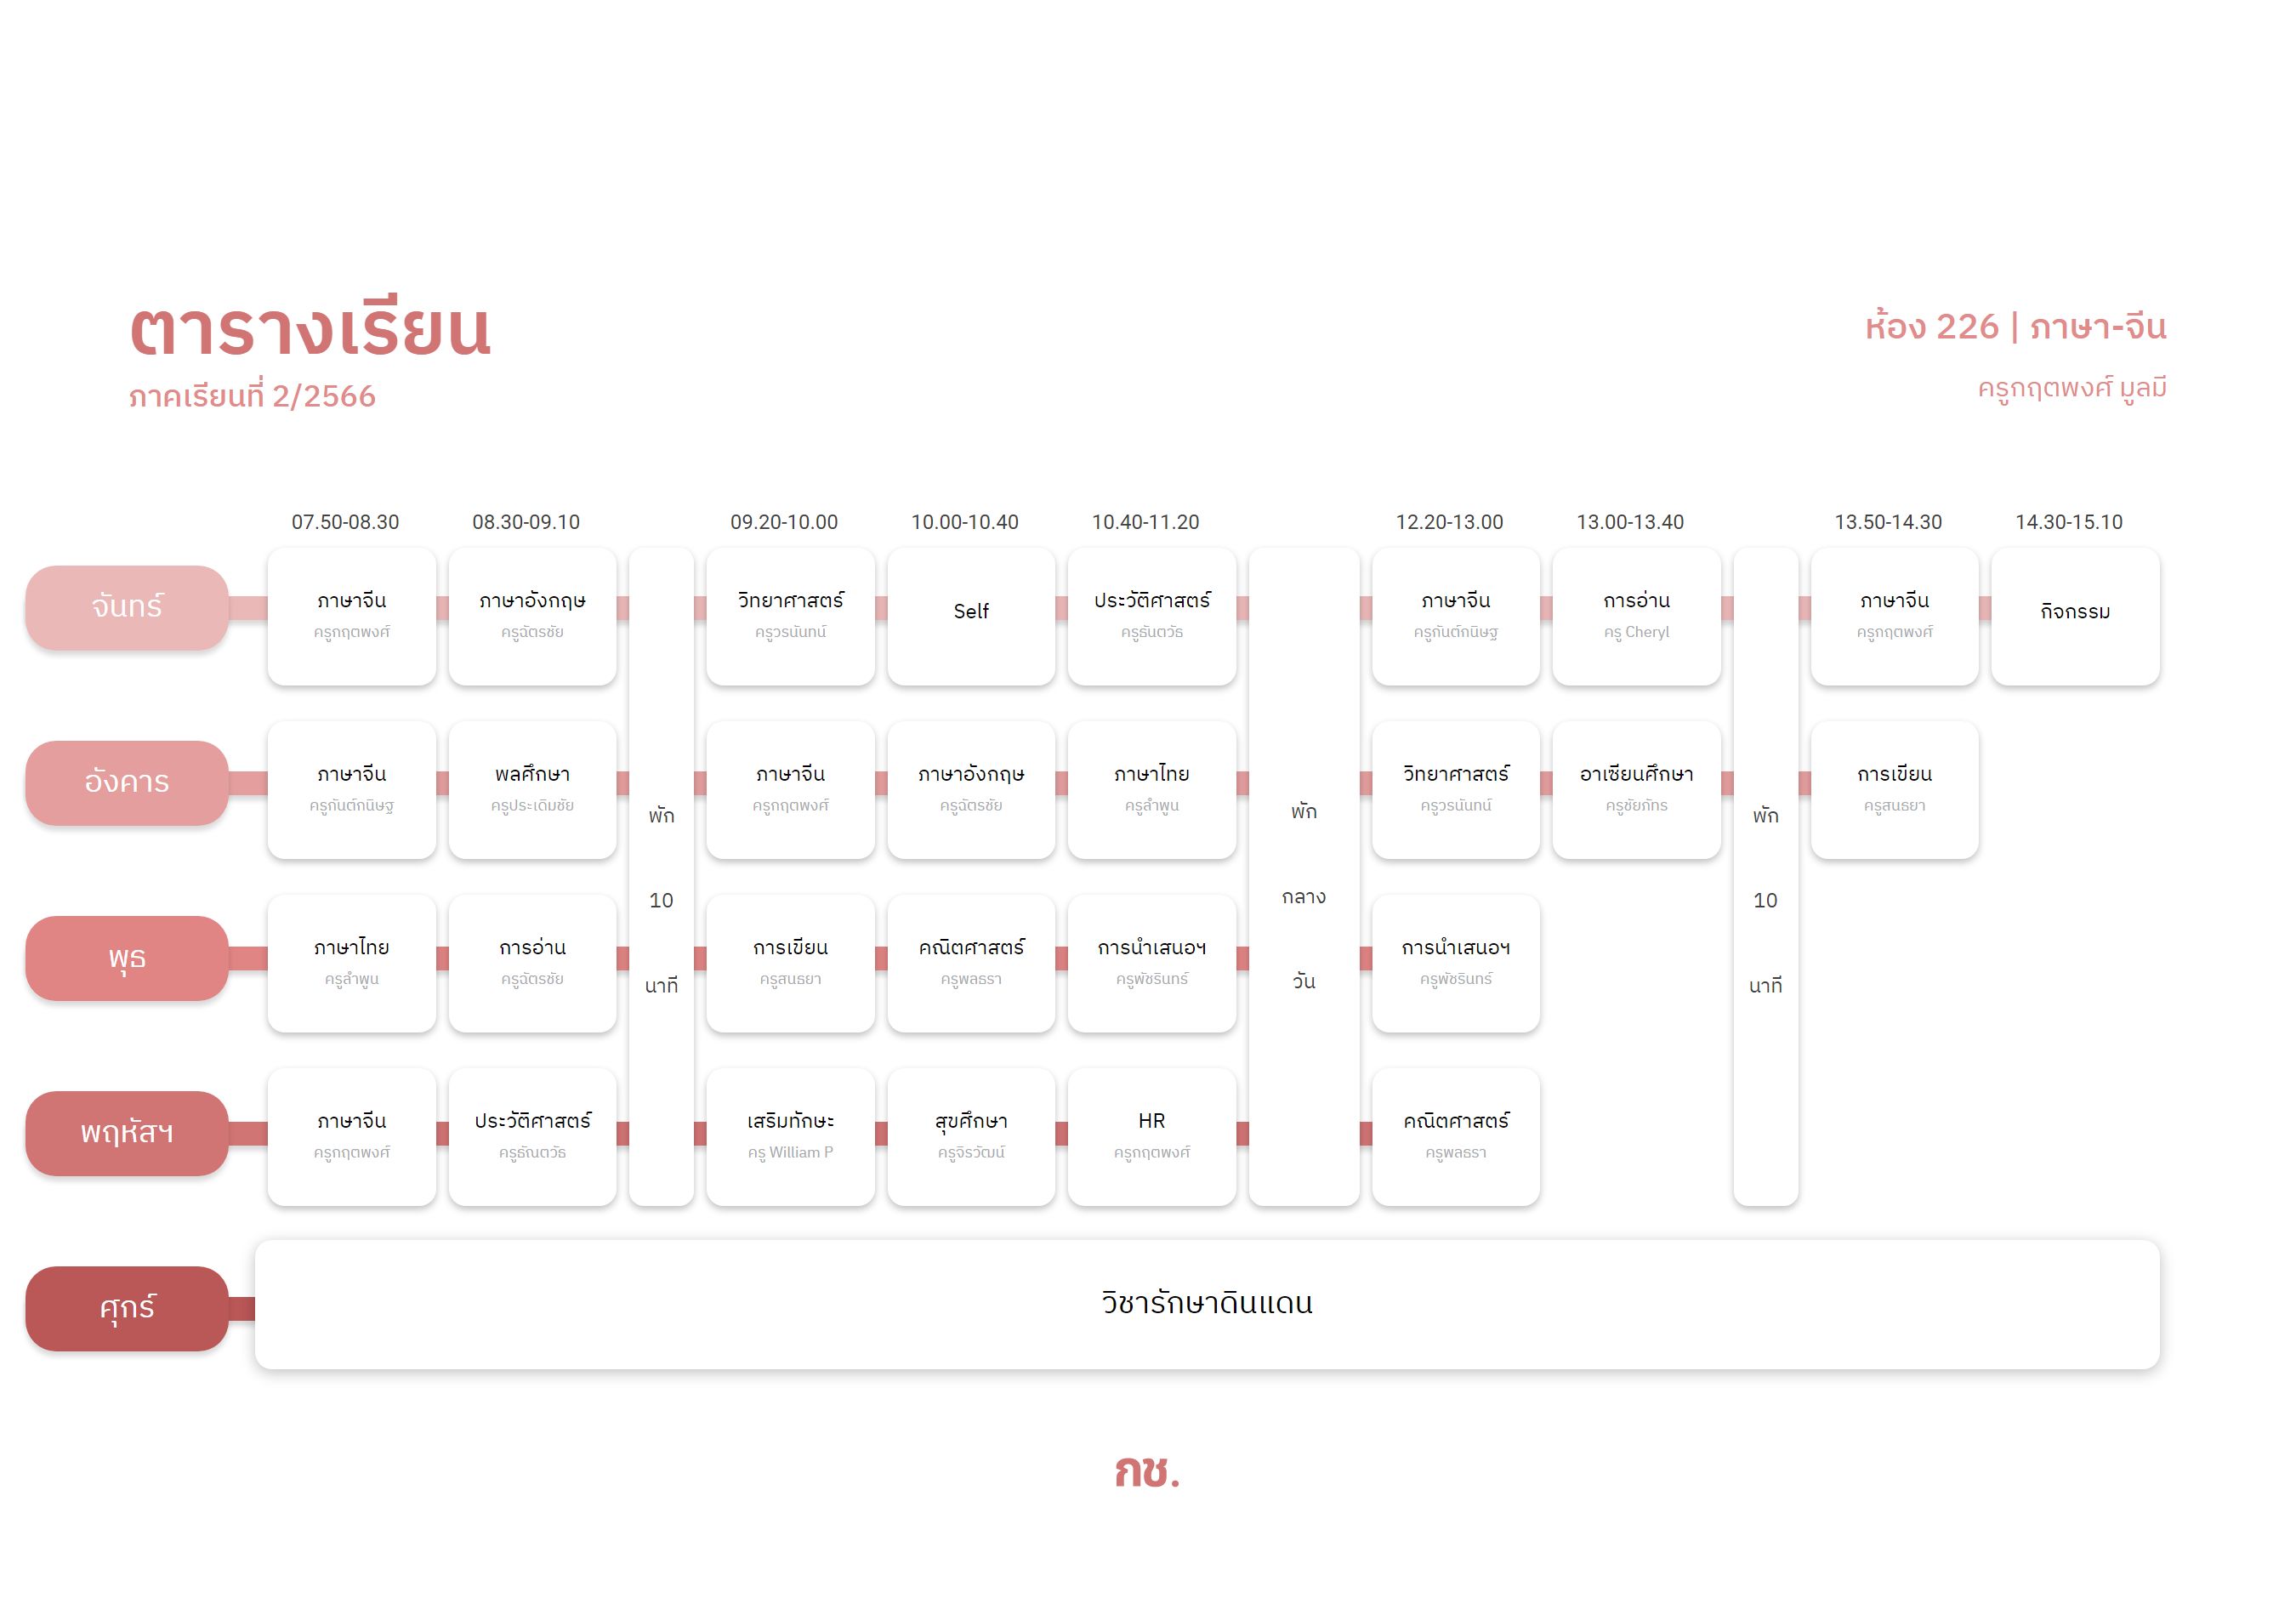 ตารางเรียน
ภาคเรียนที่ 2/2566
ห้อง 226 | ภาษา-จีน
ครูกฤตพงศ์ มูลมี
07.50-08.30 08.30-09.10 09.20-10.00 10.00-10.40 10.40-11.20 12.20-13.00 13.00-13.40 13.50-14.30 14.30-15.10
จันทร์
ภาษาจีน
ครูกฤตพงศ์
ภาษาอังกฤษ
ครูฉัตรชัย
วิทยาศาสตร์
ครูวรนันทน์
Self
ประวัติศาสตร์
ครูธันตวัธ
ภาษาจีน
ครูกันต์กนิษฐ
การอ่าน
ครู Cheryl
ภาษาจีน
ครูกฤตพงศ์
กิจกรรม
อังคาร
ภาษาจีน
ครูกันต์กนิษฐ
พลศึกษา
ครูประเดิมชัย
ภาษาจีน
ครูกฤตพงศ์
ภาษาอังกฤษ
ครูฉัตรชัย
ภาษาไทย
ครูลำพูน
วิทยาศาสตร์
ครูวรนันทน์
อาเซียนศึกษา
ครูชัยภัทร
การเขียน
ครูสนธยา
พัก
10
นาที
พัก
กลาง
วัน
พัก
10
นาที
พุธ
ภาษาไทย
ครูลำพูน
การอ่าน
ครูฉัตรชัย
การเขียน
ครูสนธยา
คณิตศาสตร์
ครูพลธรา
การนำเสนอฯ
ครูพัชรินทร์
การนำเสนอฯ
ครูพัชรินทร์
พฤหัสฯ
ภาษาจีน
ครูกฤตพงศ์
ประวัติศาสตร์
ครูธัณตวัธ
เสริมทักษะ
ครู William P
สุขศึกษา
ครูจิรวัฒน์
HR
ครูกฤตพงศ์
คณิตศาสตร์
ครูพลธรา
ศุกร์
วิชารักษาดินแดน
กช.